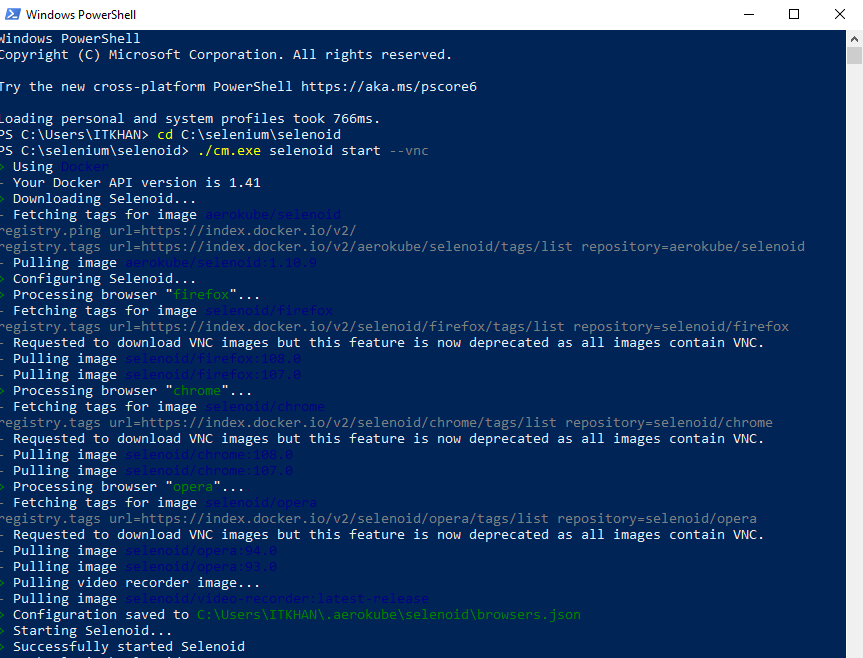 Windows PowerShell
Windows PowerShell
Copyright (C) Microsoft Corporation. All rights reserved.
Try the new cross-platform PowerShell https://aka.ms/pscore6
Loading personal and system profiles took 766ms.
PS C:\Users\ITKHAN> cd C:\selenium\selenoid
PS C:\selenium\selenoid> ./cm.exe selenoid start --vnc
> Using Docker
- Your Docker API version is 1.41
> Downloading Selenoid...
- Fetching tags for image aerokube/selenoid
registry.ping url=https://index.docker.io/v2/
registry.tags url=https://index.docker.io/v2/aerokube/selenoid/tags/list repository=aerokube/selenoid
- Pulling image aerokube/selenoid:1.10.9
> Configuring Selenoid...
> Processing browser "firefox"...
- Fetching tags for image selenoid/firefox
registry.tags url=https://index.docker.io/v2/selenoid/firefox/tags/list repository=selenoid/firefox
- Requested to download VNC images but this feature is now deprecated as all images contain VNC.
- Pulling image selenoid/firefox:108.0
- Pulling image selenoid/firefox:107.0
> Processing browser "chrome"...
- Fetching tags for image selenoid/chrome
registry.tags url=https://index.docker.io/v2/selenoid/chrome/tags/list repository=selenoid/chrome
- Requested to download VNC images but this feature is now deprecated as all images contain VNC.
- Pulling image selenoid/chrome:108.0
- Pulling image selenoid/chrome:107.0
> Processing browser "opera"...
- Fetching tags for image selenoid/opera
registry.tags url=https://index.docker.io/v2/selenoid/opera/tags/list repository=selenoid/opera
- Requested to download VNC images but this feature is now deprecated as all images contain VNC.
- Pulling image selenoid/opera:94.0
- Pulling image selenoid/opera:93.0
> Pulling video recorder image...
- Pulling image selenoid/video-recorder:latest-release
> Configuration saved to C:\Users\ITKHAN\.aerokube\selenoid\browsers.json
> Starting Selenoid...
> Successfully started Selenoid